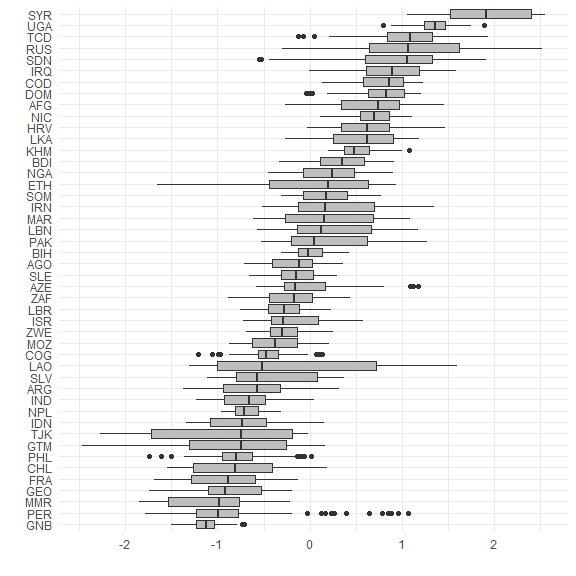 SYR
UGA
TCD
RUS
SDN
IRQ
COD
DOM
AFG
NIC
HRV
LKA
KHM
BDI
NGA
ETH
SOM
IRN
MAR
LBN
PAK
BIH
AGO
SLE
AZE
ZAF
LBR
ISR
ZWE
MOZ
COG
LAO
SLV
ARG
IND
NPL
IDN
TJK
GTM
PHL
CHL
FRA
GEO
MMR
PER
GNB
-2 -1 0 1 2